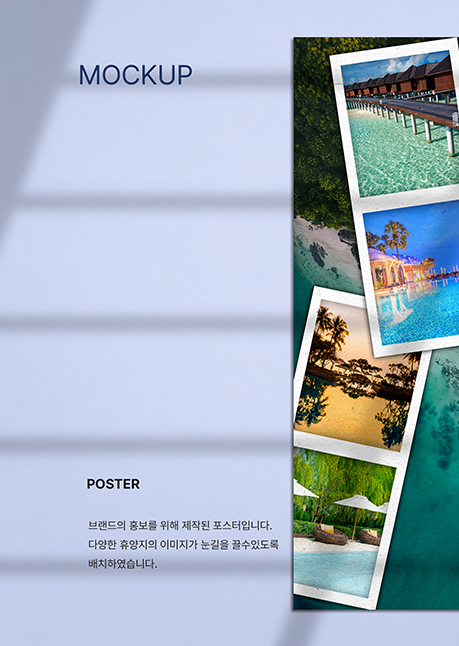 MOCKUP
POSTER
브랜드의 홍보를 위해 제작된 포스터입니다.
다양한 휴양지의 이미지가 눈길을 끌수있도록
배치하였습니다.